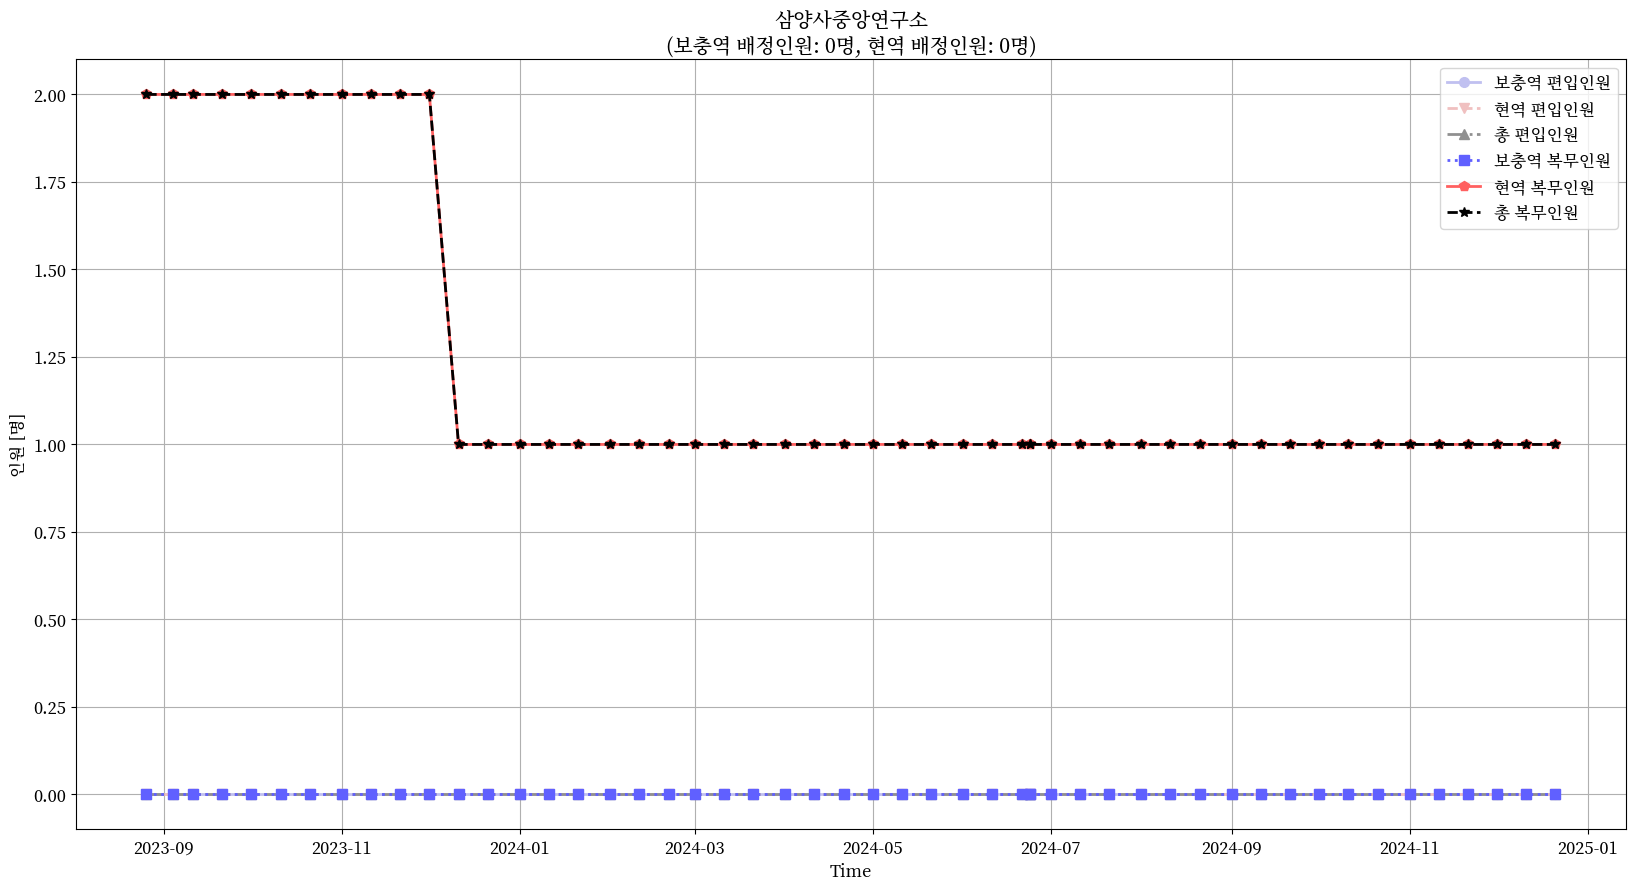 삼양사중앙연구소
(보충역 배정인원: 0명, 현역 배정인원: 0명)
보충역 편입인원
현역 편입인원
총 편입인원
보충역 복무인원
현역 복무인원
총 복무인원
인원 [명]
2.00
1.75
1.50
1.25
1.00
0.75
0.50
0.25
0.00
2023-09
2023-11
2024-01
2024-03
2024-05
2024-07
2024-09
2024-11
2025-01
Time